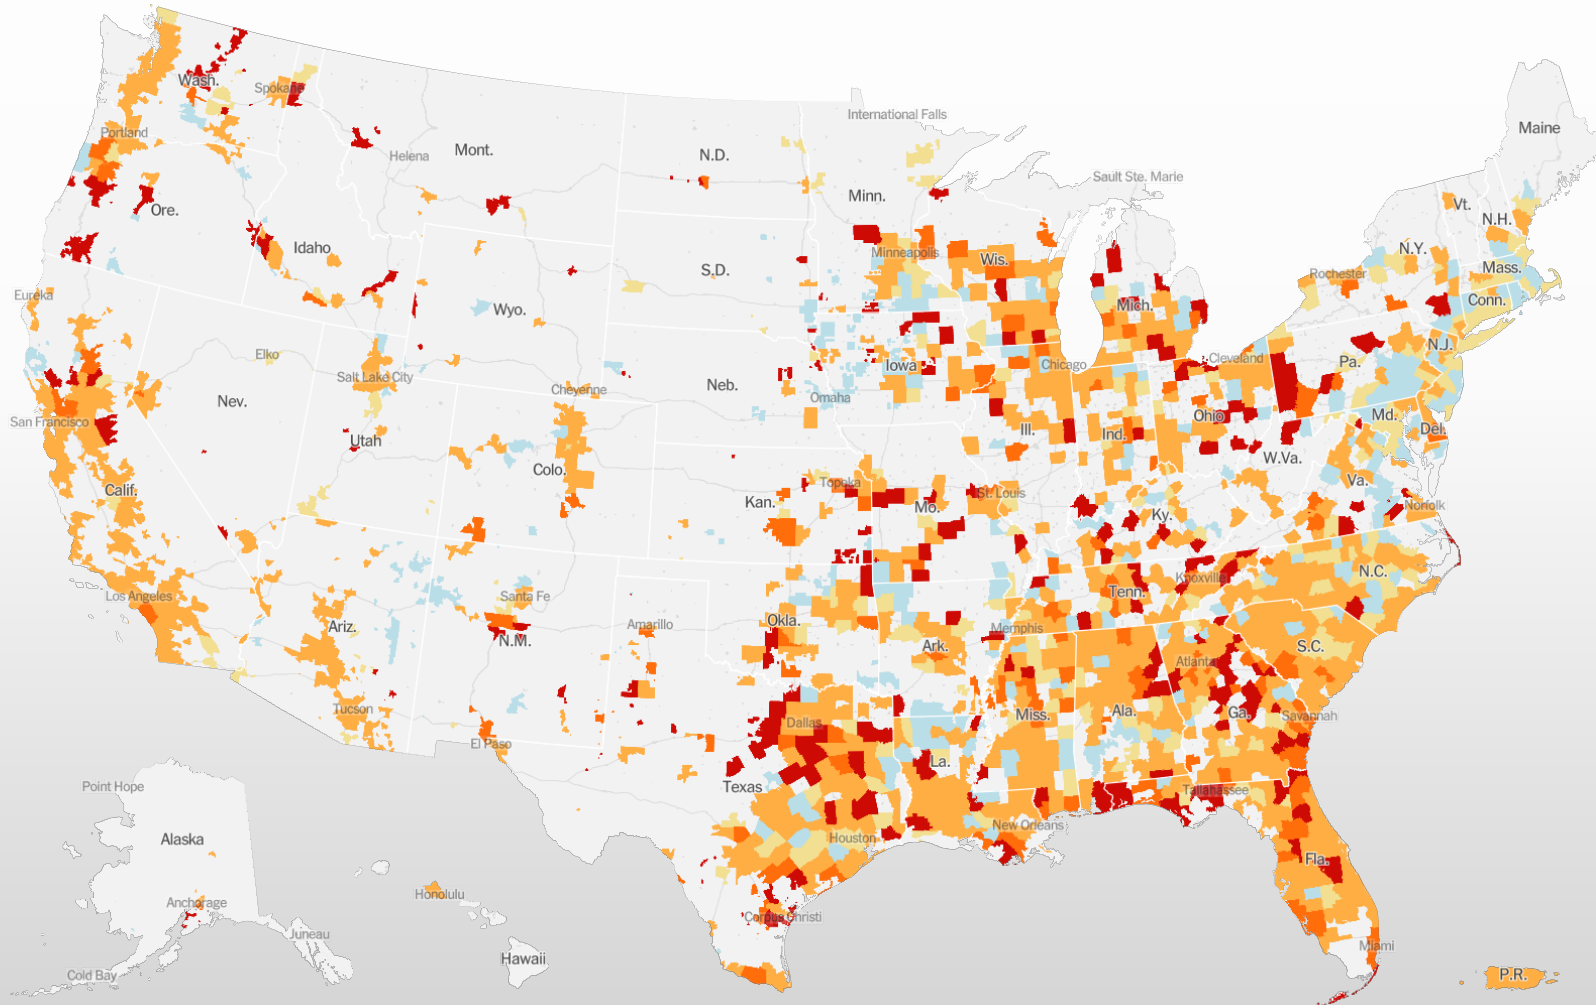 Wash.
Spokane
Portland
Ore.
Helena
Mont.
N.D.
International Falls
Minn.
Sault Ste. Marie
Maine
Vt.
N.H.
Idaho
Minneapolis
Wis.
N.Y.
Rochester
Mass.
Conn.
S.D.
Wyo.
Mich.
Eureka
Elko
Salt Lake City
Nev.
Cheyenne
Neb.
Iowa
Omaha
Chicago
Cleveland
Pa.
N.J.
San Francisco
Utah
Colo.
Ill.
Ind.
Ohio
Md.
Del.
W.Va.
Calif.
Kan.
Topeka
Mo.
St. Louis
Ky.
Va.
Norfolk
Los Angeles
Ariz.
Santa Fe
N.M.
Amarillo
Okla.
Ark.
Memphis
Tenn.
Knoxville
N.C.
S.C.
Tucson
El Paso
Dallas
Texas
La.
Miss.
Ala.
Atlanta
Ga.
Savannah
Tallahassee
New Orleans
Houston
Corpus Christi
Fla.
Miami
P.R.
Point Hope
Alaska
Anchorage
Juneau
Cold Bay
Honolulu
Hawaii